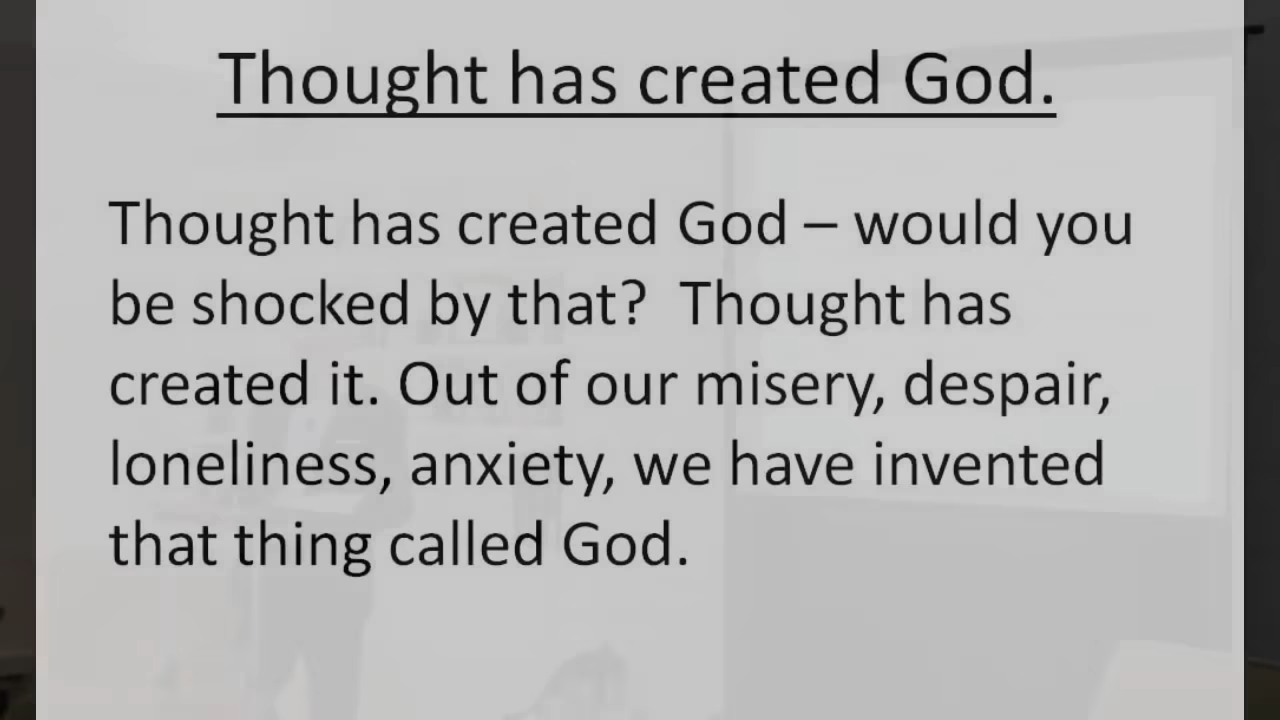 Thought has created God.
Thought has created God – would you
be shocked by that?  Thought has
created it. Out of our misery, despair,
loneliness, anxiety, we have invented
that thing called God.